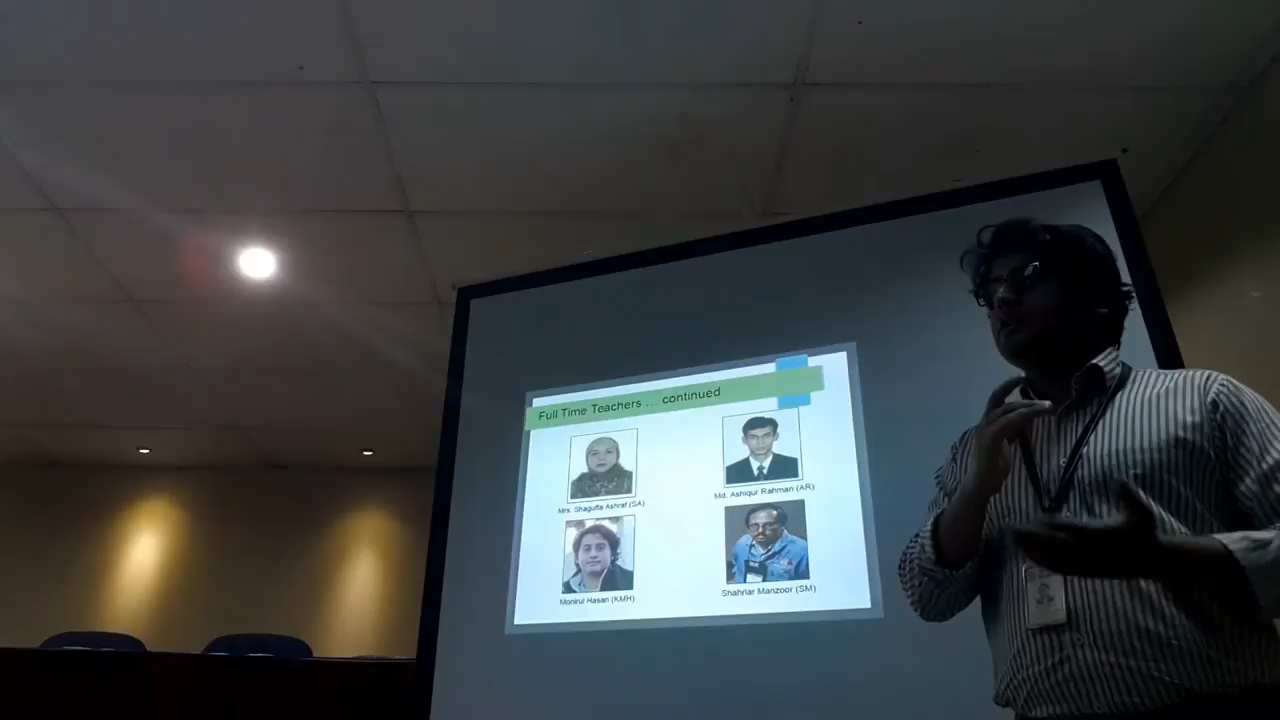 Full Time Teachers ... continued
Mrs. Shagufta Ashraf (SA)
Md. Ashiqur Rahman (AR)
Monirul Hasan (KMH)
Shahriar Manzoor (SM)